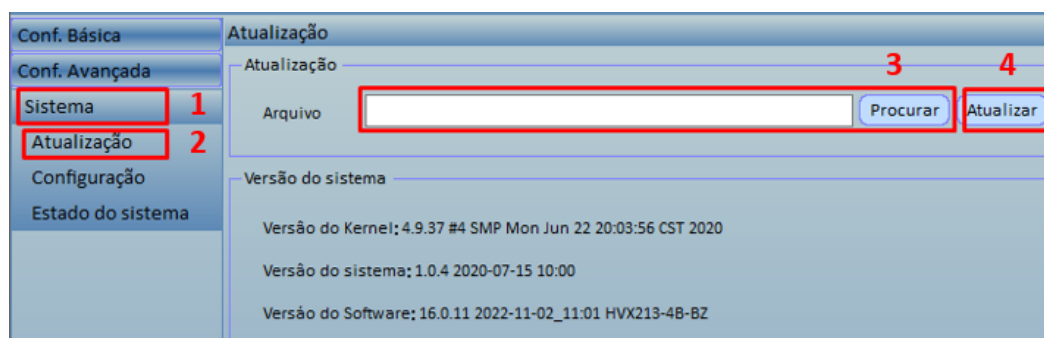 Conf. Básica
Conf. Avançada
Sistema 1
Atualização 2
Configuração
Estado do sistema
Atualização
Atualização
3 4
Arquivo Procurar Atualizar
Versão do sistema
Versão do Kernel: 4.9.37 #4 SMP Mon Jun 22 20:03:56 CST 2020
Versão do sistema: 1.0.4 2020-07-15 10:00
Versão do Software: 16.0.11 2022-11-02_11:01 HVX213-4B-BZ